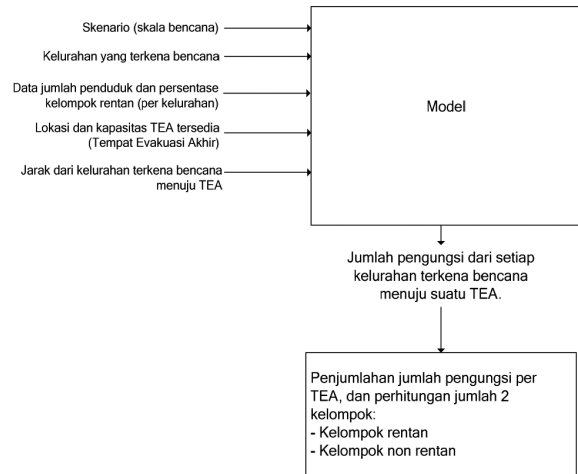 Skenario (skala bencana)
Kelurahan yang terkena bencana
Data jumlah penduduk dan persentase
kelompok rentan (per kelurahan)
Lokasi dan kapasitas TEA tersedia
(Tempat Evakuasi Akhir)
Jarak dari kelurahan terkena bencana
menuju TEA
Model
Jumlah pengungsi dari setiap
kelurahan terkena bencana
menuju suatu TEA.
Penjumlahan jumlah pengungsi per
TEA, dan perhitungan jumlah 2
kelompok:
- Kelompok rentan
- Kelompok non rentan